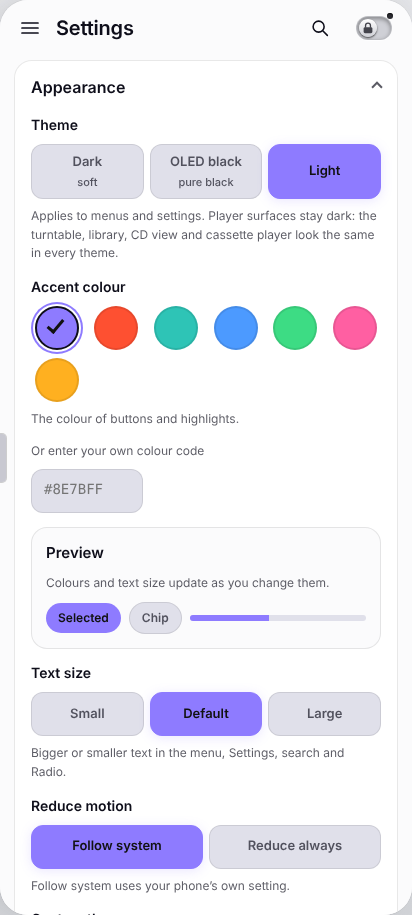 Settings
Appearance
Theme
Dark
soft
OLED black
pure black
Light
Applies to menus and settings. Player surfaces stay dark: the
turntable, library, CD view and cassette player look the same
in every theme.
Accent colour
The colour of buttons and highlights.
Or enter your own colour code
#8E7BFF
Preview
Colours and text size update as you change them.
Selected
Chip
Text size
Small
Default
Large
Bigger or smaller text in the menu, Settings, search and
Radio.
Reduce motion
Follow system
Reduce always
Follow system uses your phone’s own setting.